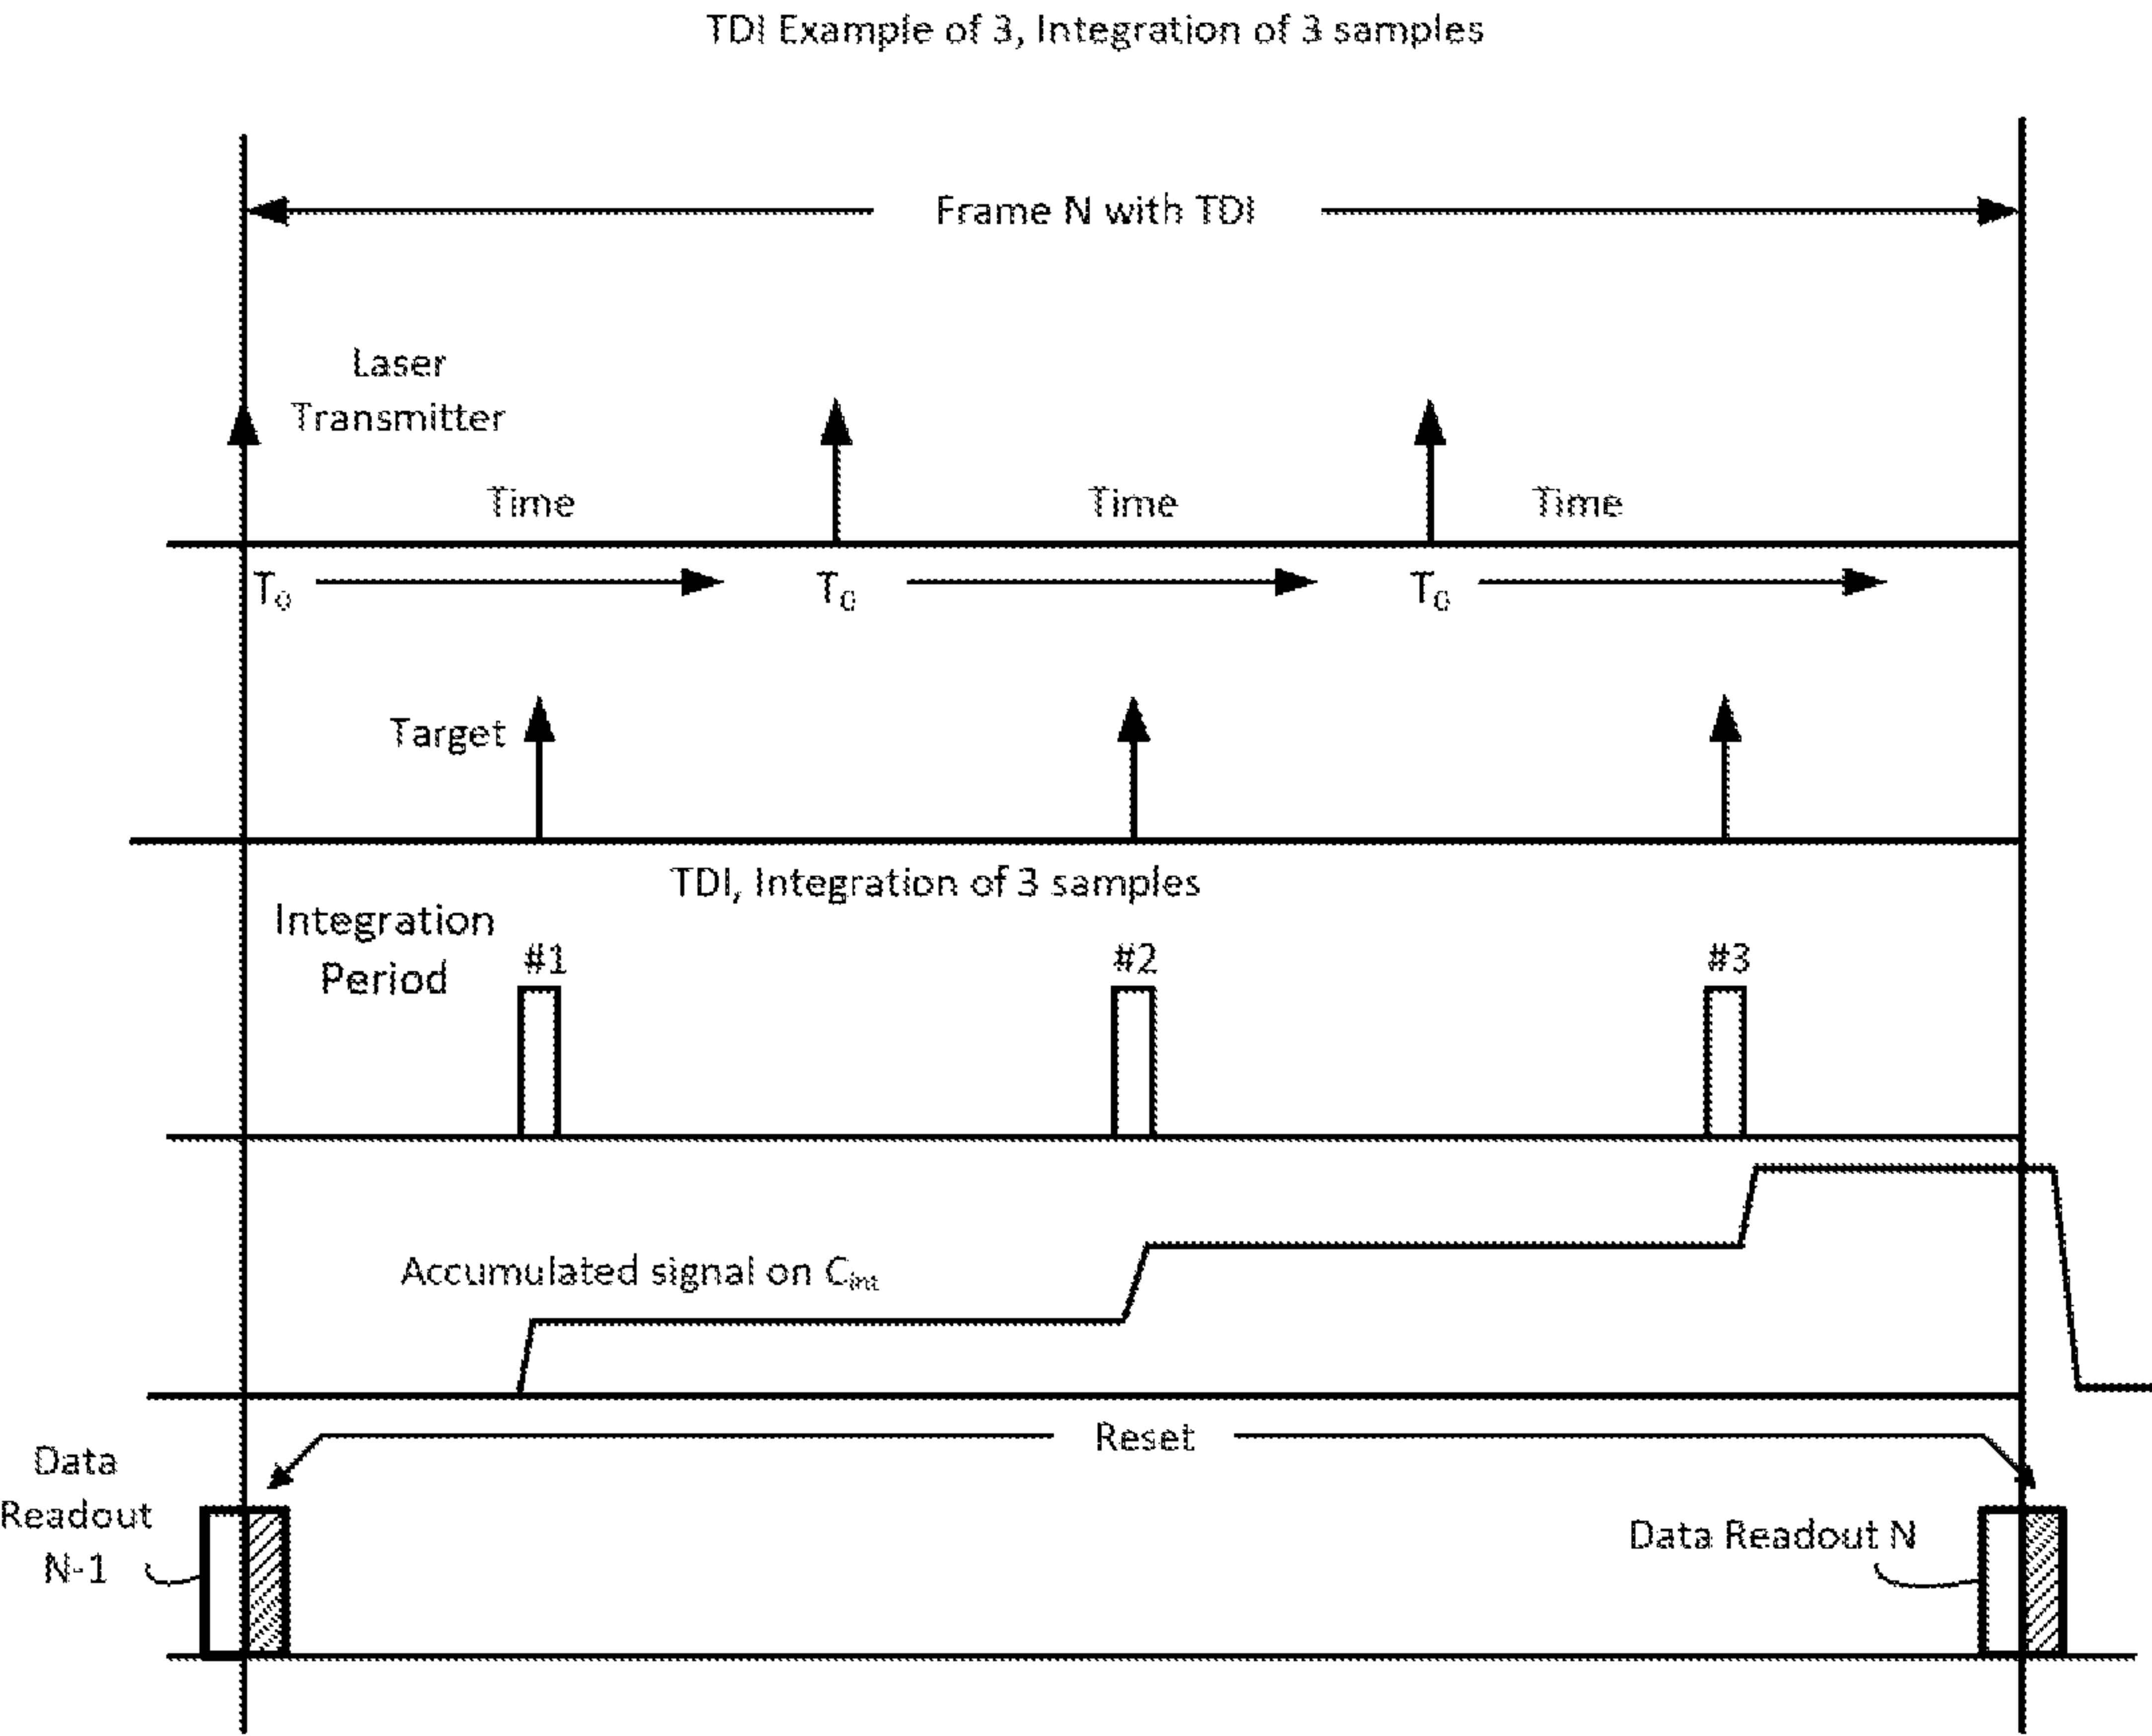 TDI Example of 3, Integration of 3 samples
Frame N with TDI
Laser
Transmitter
Time
Time
Time
T₀
T₀
T₀
Target
TDI, Integration of 3 samples
Integration
Period
#1
#2
#3
Accumulated signal on Cᵢₙₜ
Reset
Data
Readout
N-1
Data Readout N